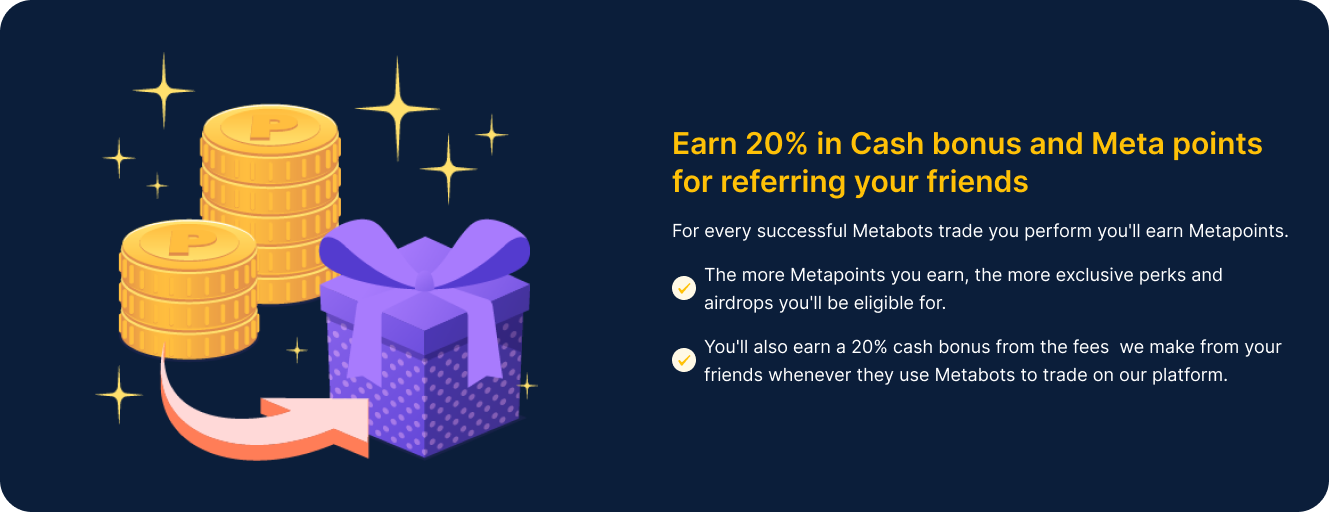 P
P
Earn 20% in Cash bonus and Meta points
for referring your friends
For every successful Metabots trade you perform you'll earn Metapoints.
The more Metapoints you earn, the more exclusive perks and
airdrops you'll be eligible for.
You'll also earn a 20% cash bonus from the fees  we make from your
friends whenever they use Metabots to trade on our platform.